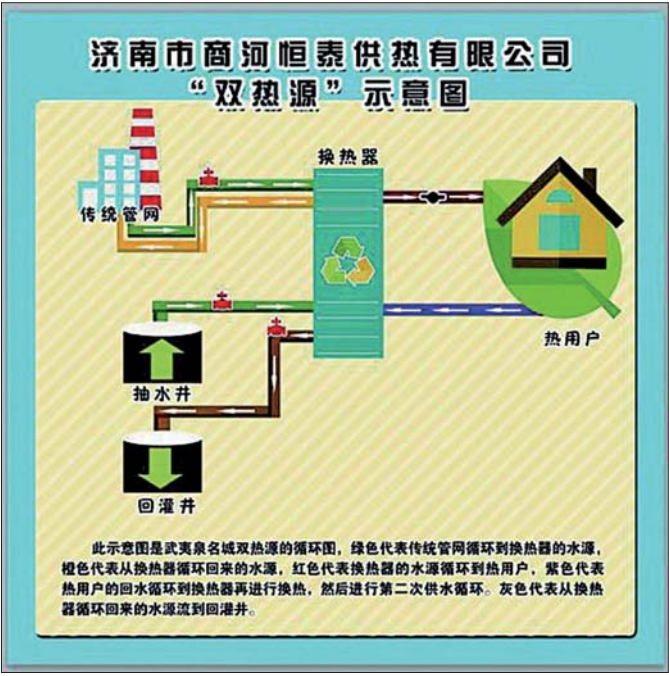 济南市商河恒泰供热有限公司
“双热源”示意图
换热器
传统管网
热用户
抽水井
回灌井
此示意图是武夷泉名城双热源的循环图，绿色代表传统管网循环到换热器的水源，
橙色代表从换热器循环回来的水源，红色代表换热器的水源循环到热用户，紫色代表
热用户的回水循环到换热器再进行换热，然后进行第二次供水循环。灰色代表从换热
器循环回来的水源流到回灌井。